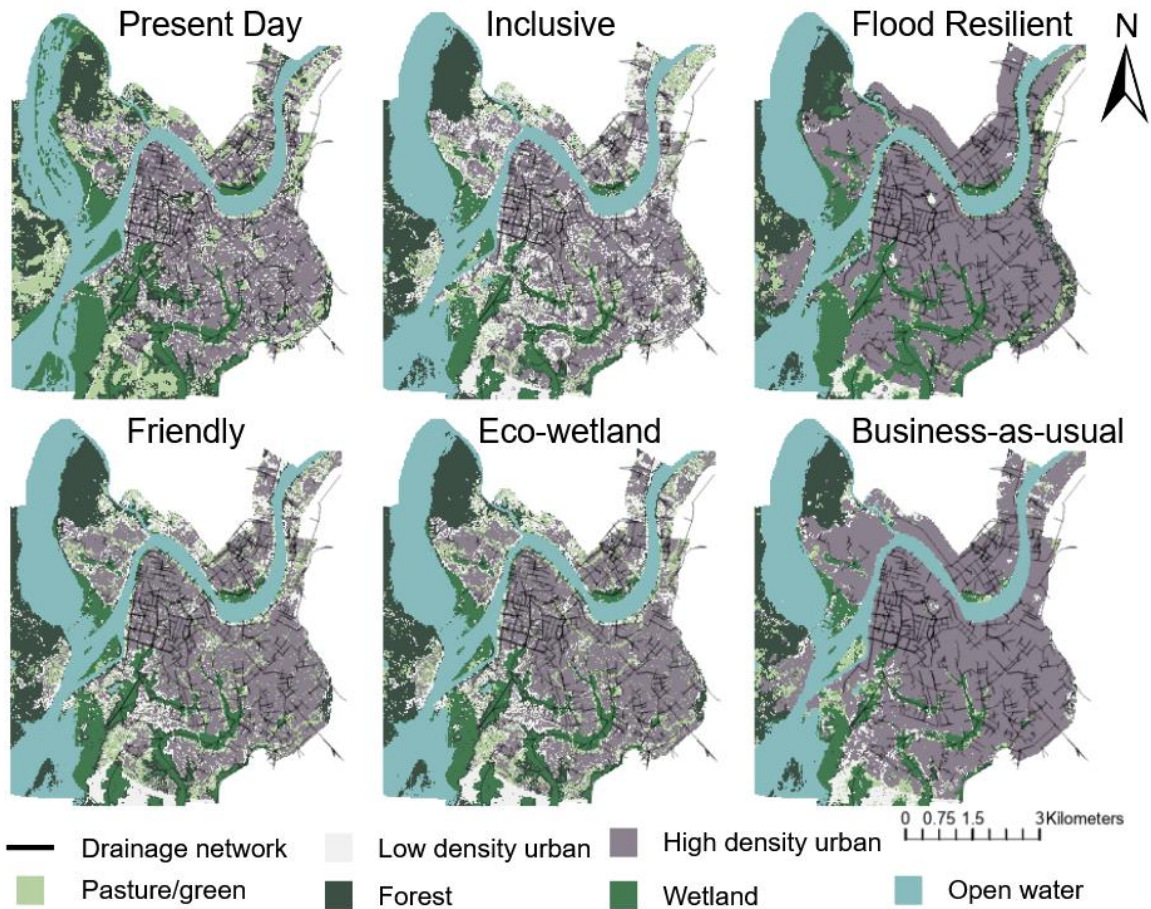 Present Day
Inclusive
Flood Resilient
N
Friendly
Eco-wetland
Business-as-usual
0 0.75 1.5 3 Kilometers
Drainage network
Low density urban
High density urban
Pasture/green
Forest
Wetland
Open water